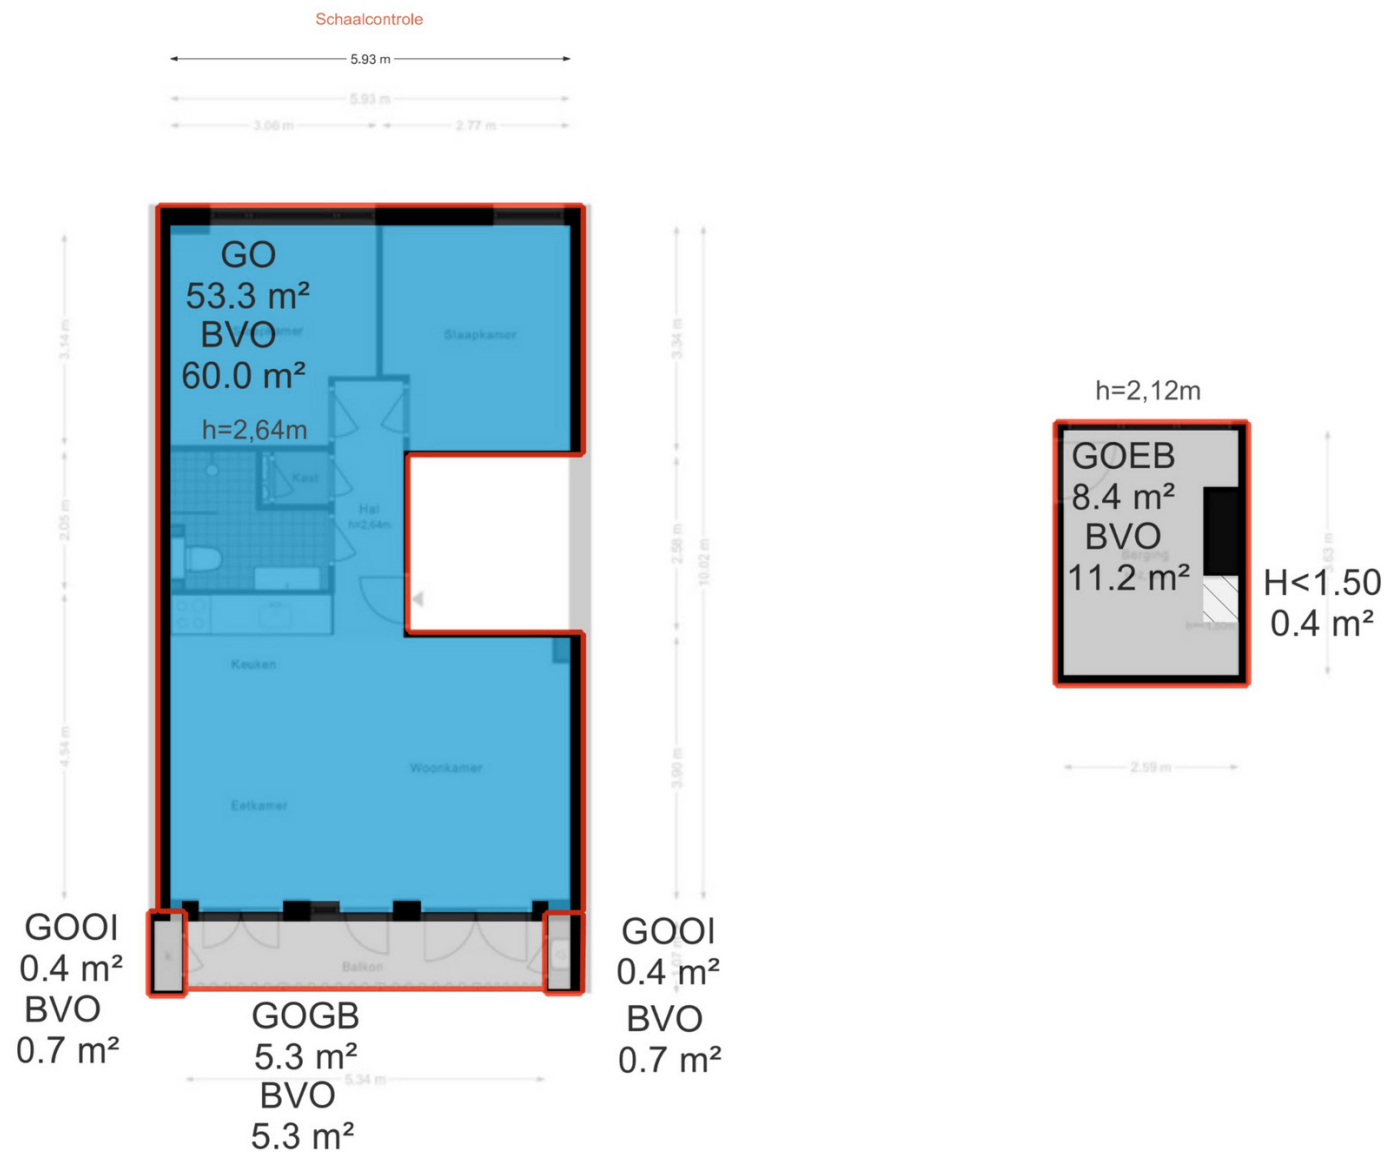 Schaalcontrole
5.93 m
5.93 m
3.06 m
2.77 m
GO
53.3 m²
BVO
60.0 m²
h=2,64m
Slaapkamer
3.14 m
3.34 m
Kast
Hal
h=2,64m
2.05 m
2.58 m
10.02 m
Keuken
Woonkamer
Eetkamer
4.54 m
3.90 m
h=2,12m
GOEB
8.4 m²
BVO
Berging
11.2 m²
H<1.50
0.4 m²
2.59 m
GOOI
0.4 m²
BVO
0.7 m²
Balkon
GOGB
5.3 m²
5.34 m
BVO
5.3 m²
GOOI
0.4 m²
BVO
0.7 m²